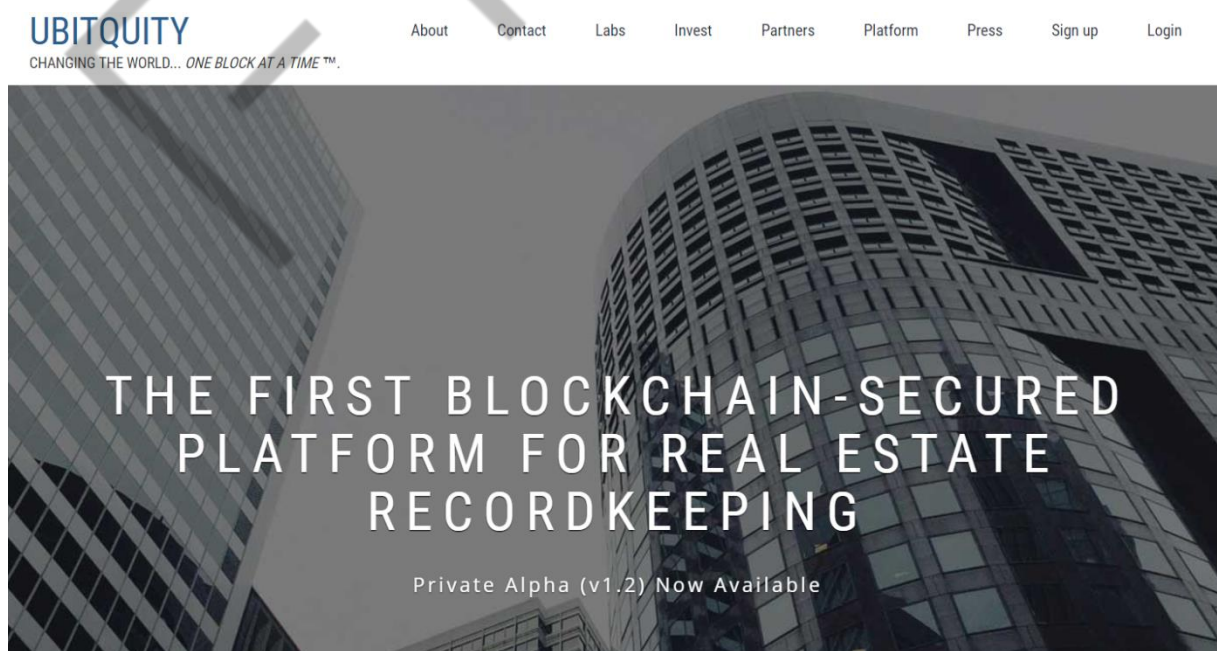 UBITQUITY
CHANGING THE WORLD... ONE BLOCK AT A TIME ™.
About Contact Labs Invest Partners Platform Press Sign up Login
THE FIRST BLOCKCHAIN-SECURED
PLATFORM FOR REAL ESTATE
RECORDKEEPING
Private Alpha (v1.2) Now Available